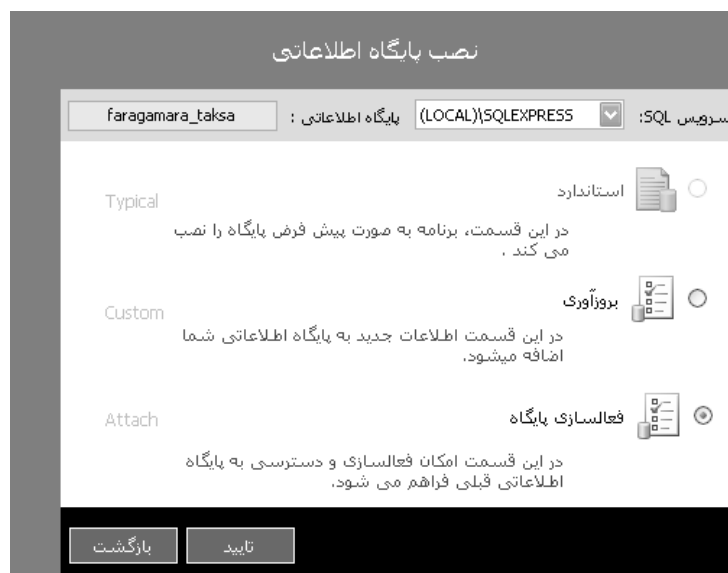 نصب پایگاه اطلاعاتی
سرویس SQL: (LOCAL)\SQLEXPRESS پایگاه اطلاعاتی : faragamara_taksa
استاندارد Typical
در این قسمت، برنامه به صورت پیش فرض پایگاه را نصب
می کند .
بروزآوری Custom
در این قسمت اطلاعات جدید به پایگاه اطلاعاتی شما
اضافه میشود.
فعالسازی پایگاه Attach
در این قسمت امکان فعالسازی و دسترسی به پایگاه
اطلاعاتی قبلی فراهم می شود.
تایید بازگشت